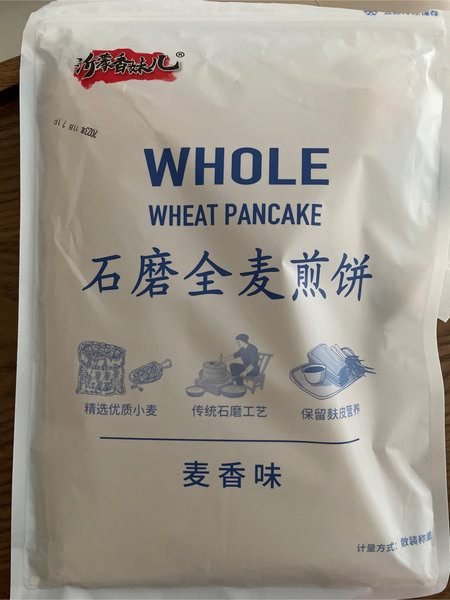 沂蒙香妹儿®
WHOLE
WHEAT PANCAKE
石磨全麦煎饼
精选优质小麦
传统石磨工艺
保留麸皮营养
麦香味
计量方式：散装称重